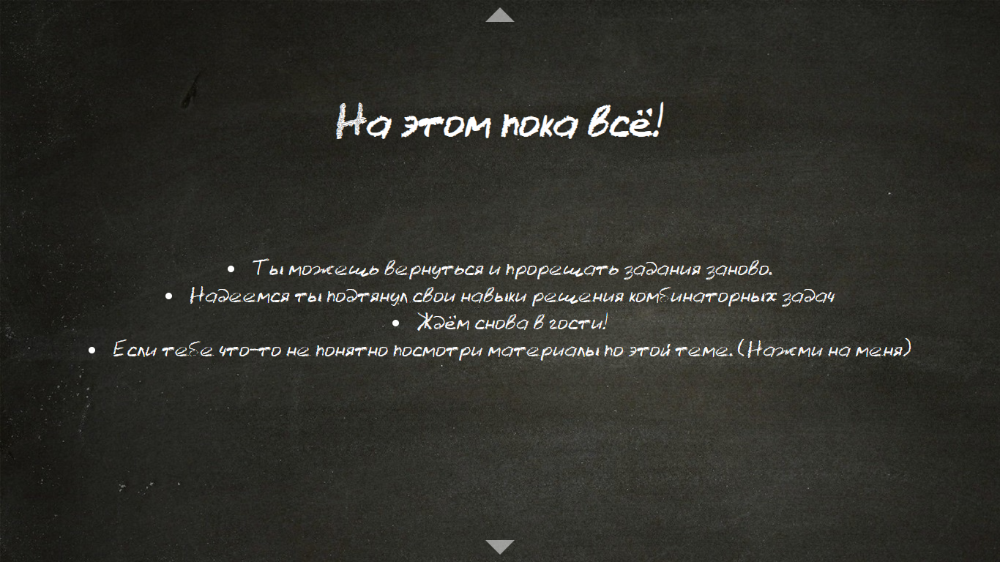 На этом пока всё!
Ты можешь вернуться и прорешать задания заново.
Надеемся ты подтянул свои навыки решения комбинаторных задач
Ждём снова в гости!
Если тебе что-то не понятно посмотри материалы по этой теме. (Нажми на меня)